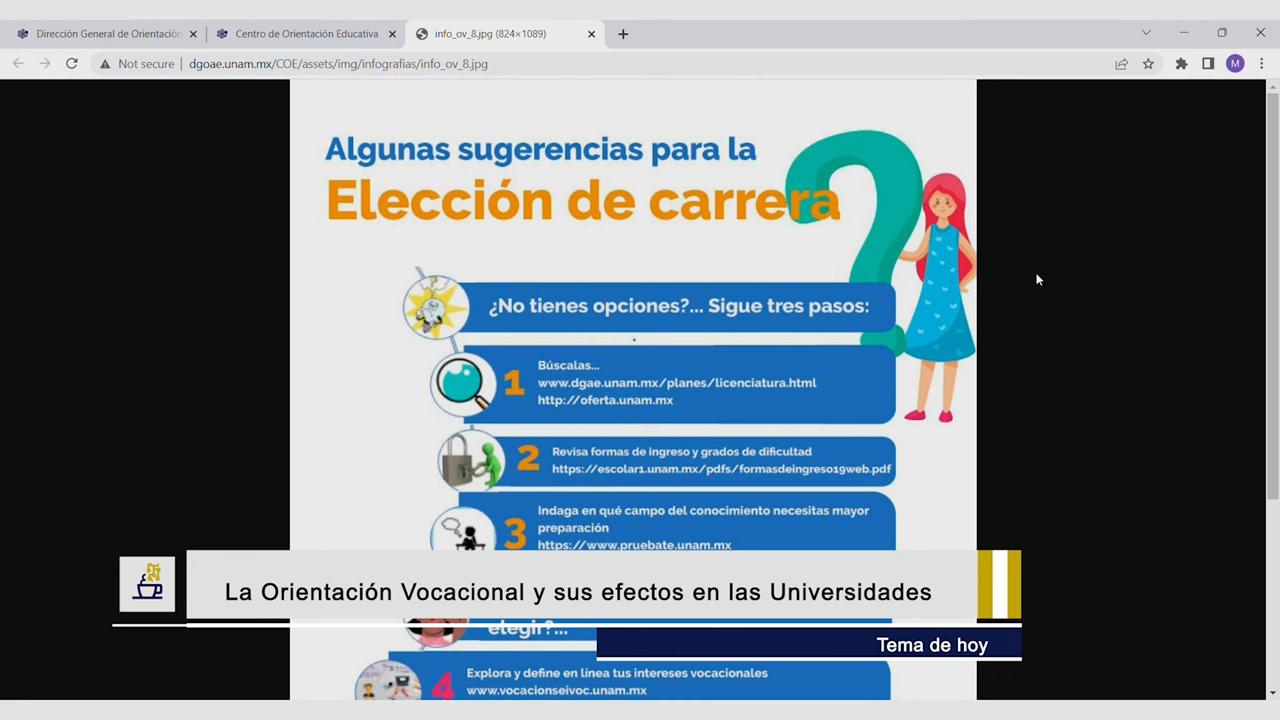 Dirección General de Orientación
Centro de Orientación Educativa
info_ov_8.jpg (824×1089)
Not secure
dgoae.unam.mx/COE/assets/img/infografias/info_ov_8.jpg
M
Algunas sugerencias para la
Elección de carrera
?
¿No tienes opciones?... Sigue tres pasos:
1
Búscalas...
www.dgae.unam.mx/planes/licenciatura.html
http://oferta.unam.mx
2
Revisa formas de ingreso y grados de dificultad
https://escolar1.unam.mx/pdfs/formasdeingreso19web.pdf
3
Indaga en qué campo del conocimiento necesitas mayor
preparación
https://www.pruebate.unam.mx
La Orientación Vocacional y sus efectos en las Universidades
elegir?...
Tema de hoy
4
Explora y define en línea tus intereses vocacionales
www.vocacionseivoc.unam.mx